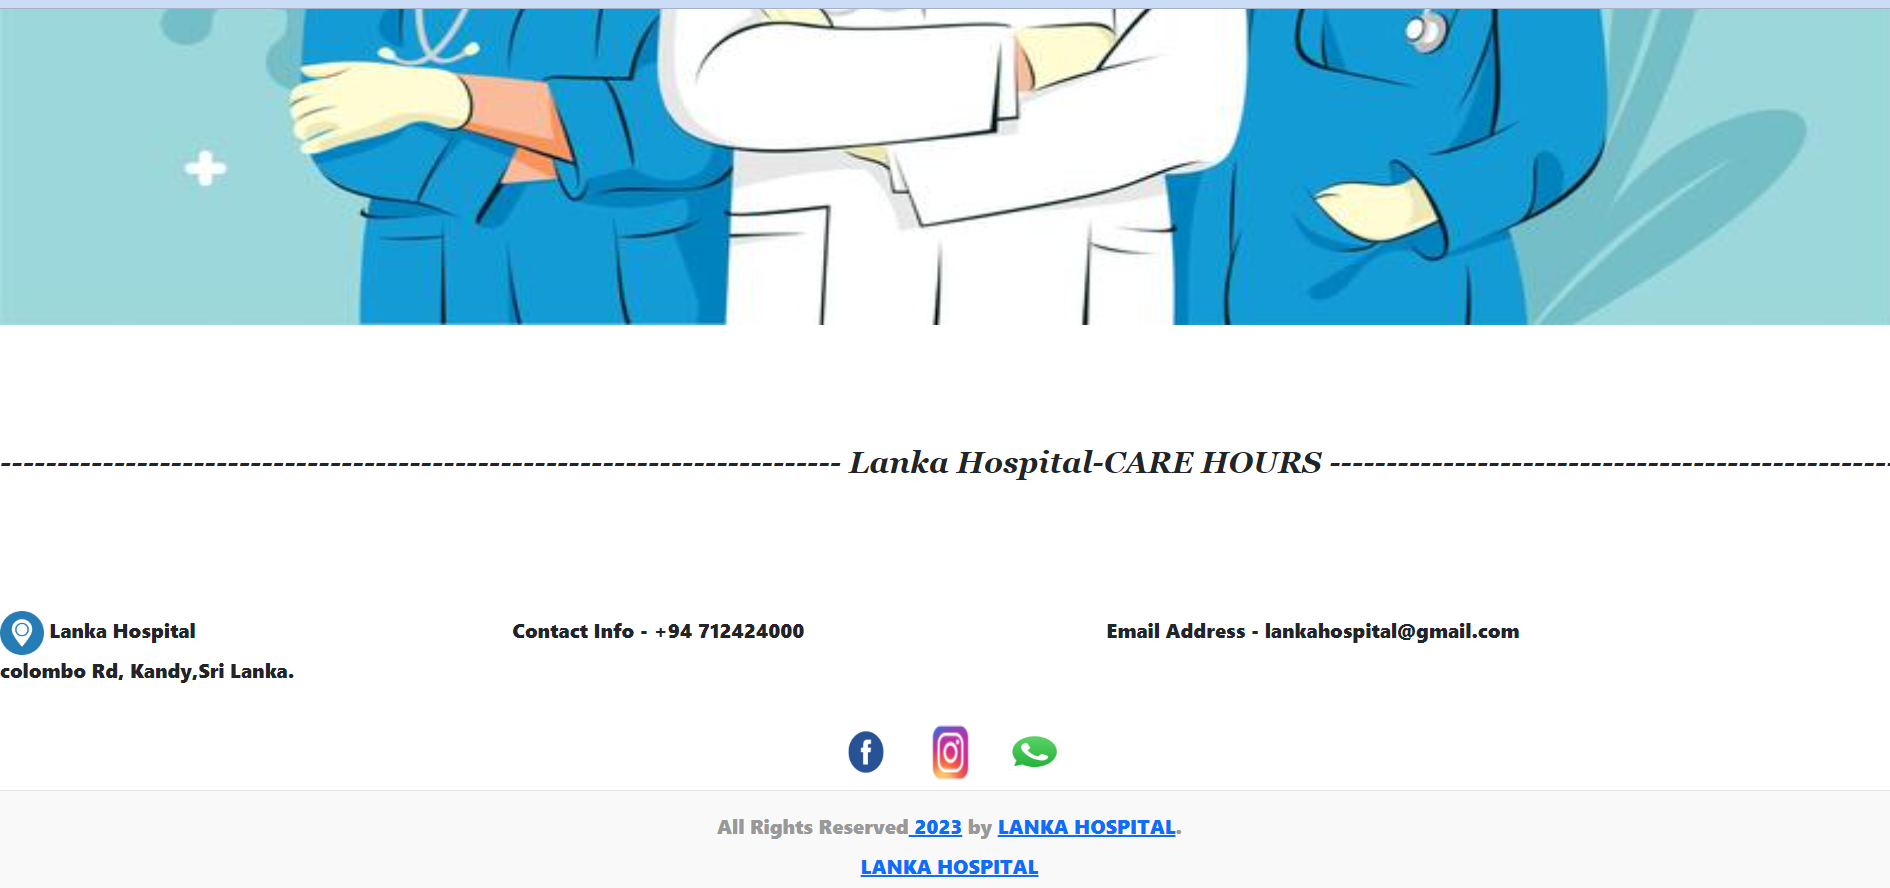 --------------------------------------------------------------------------- Lanka Hospital-CARE HOURS --------------------------------------------------
Lanka Hospital Contact Info - +94 712424000 Email Address - lankahospital@gmail.com
colombo Rd, Kandy,Sri Lanka.
All Rights Reserved 2023 by LANKA HOSPITAL.
LANKA HOSPITAL